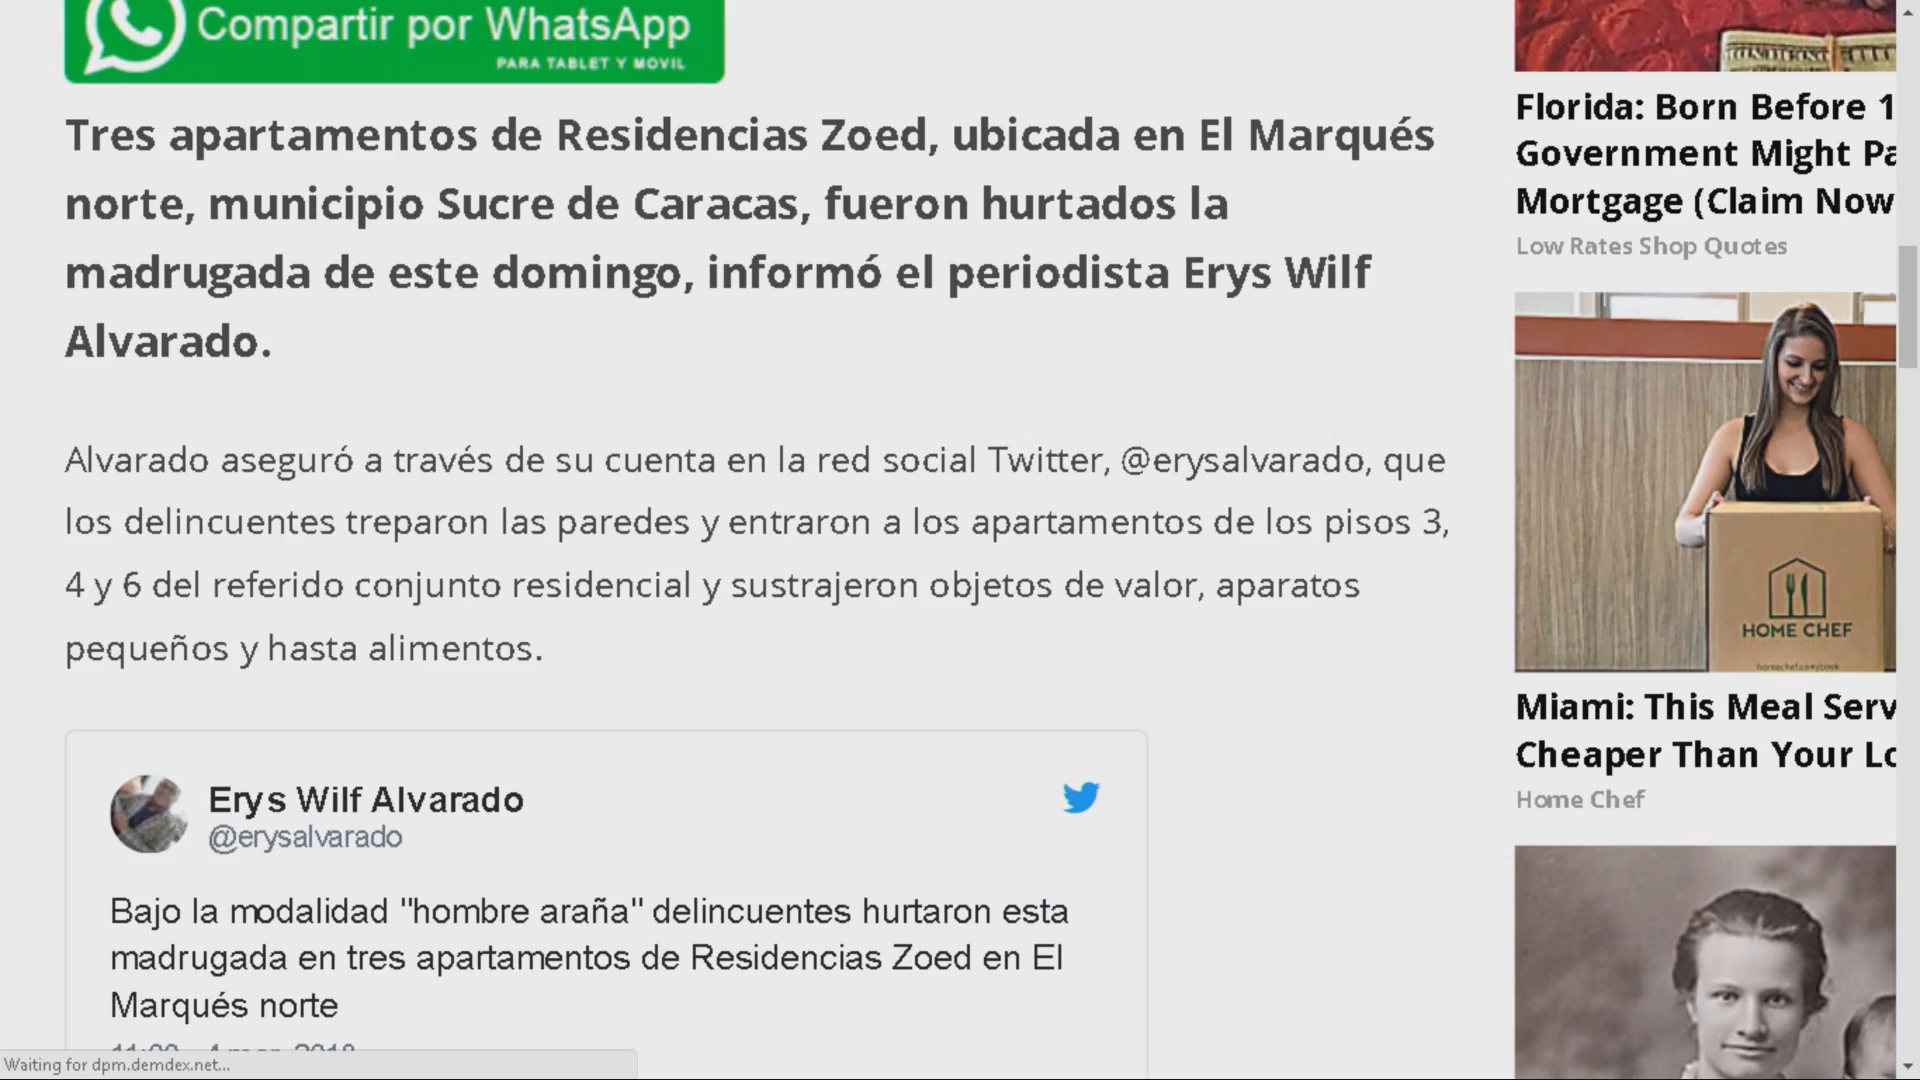 Compartir por WhatsApp
PARA TABLET Y MOVIL
Tres apartamentos de Residencias Zoed, ubicada en El Marqués
norte, municipio Sucre de Caracas, fueron hurtados la
madrugada de este domingo, informó el periodista Erys Wilf
Alvarado.
Alvarado aseguró a través de su cuenta en la red social Twitter, @erysalvarado, que
los delincuentes treparon las paredes y entraron a los apartamentos de los pisos 3,
4 y 6 del referido conjunto residencial y sustrajeron objetos de valor, aparatos
pequeños y hasta alimentos.
Erys Wilf Alvarado
@erysalvarado
Bajo la modalidad "hombre araña" delincuentes hurtaron esta
madrugada en tres apartamentos de Residencias Zoed en El
Marqués norte
Waiting for dpm.demdex.net...
Florida: Born Before 1
Government Might Pa
Mortgage (Claim Now
Low Rates Shop Quotes
HOME CHEF
homechef.com/cook
Miami: This Meal Serv
Cheaper Than Your Lo
Home Chef